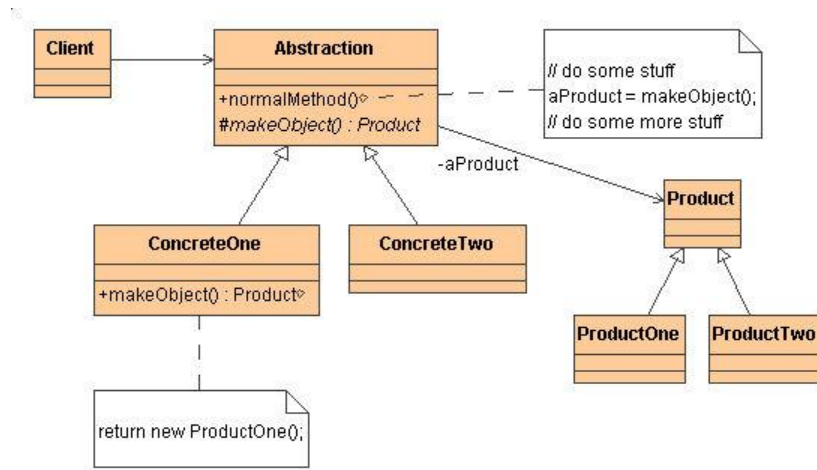 Client
Abstraction
+normalMethod()
#makeObject() : Product
// do some stuff
aProduct = makeObject();
// do some more stuff
-aProduct
Product
ConcreteOne
+makeObject() : Product
ConcreteTwo
ProductOne
ProductTwo
return new ProductOne();